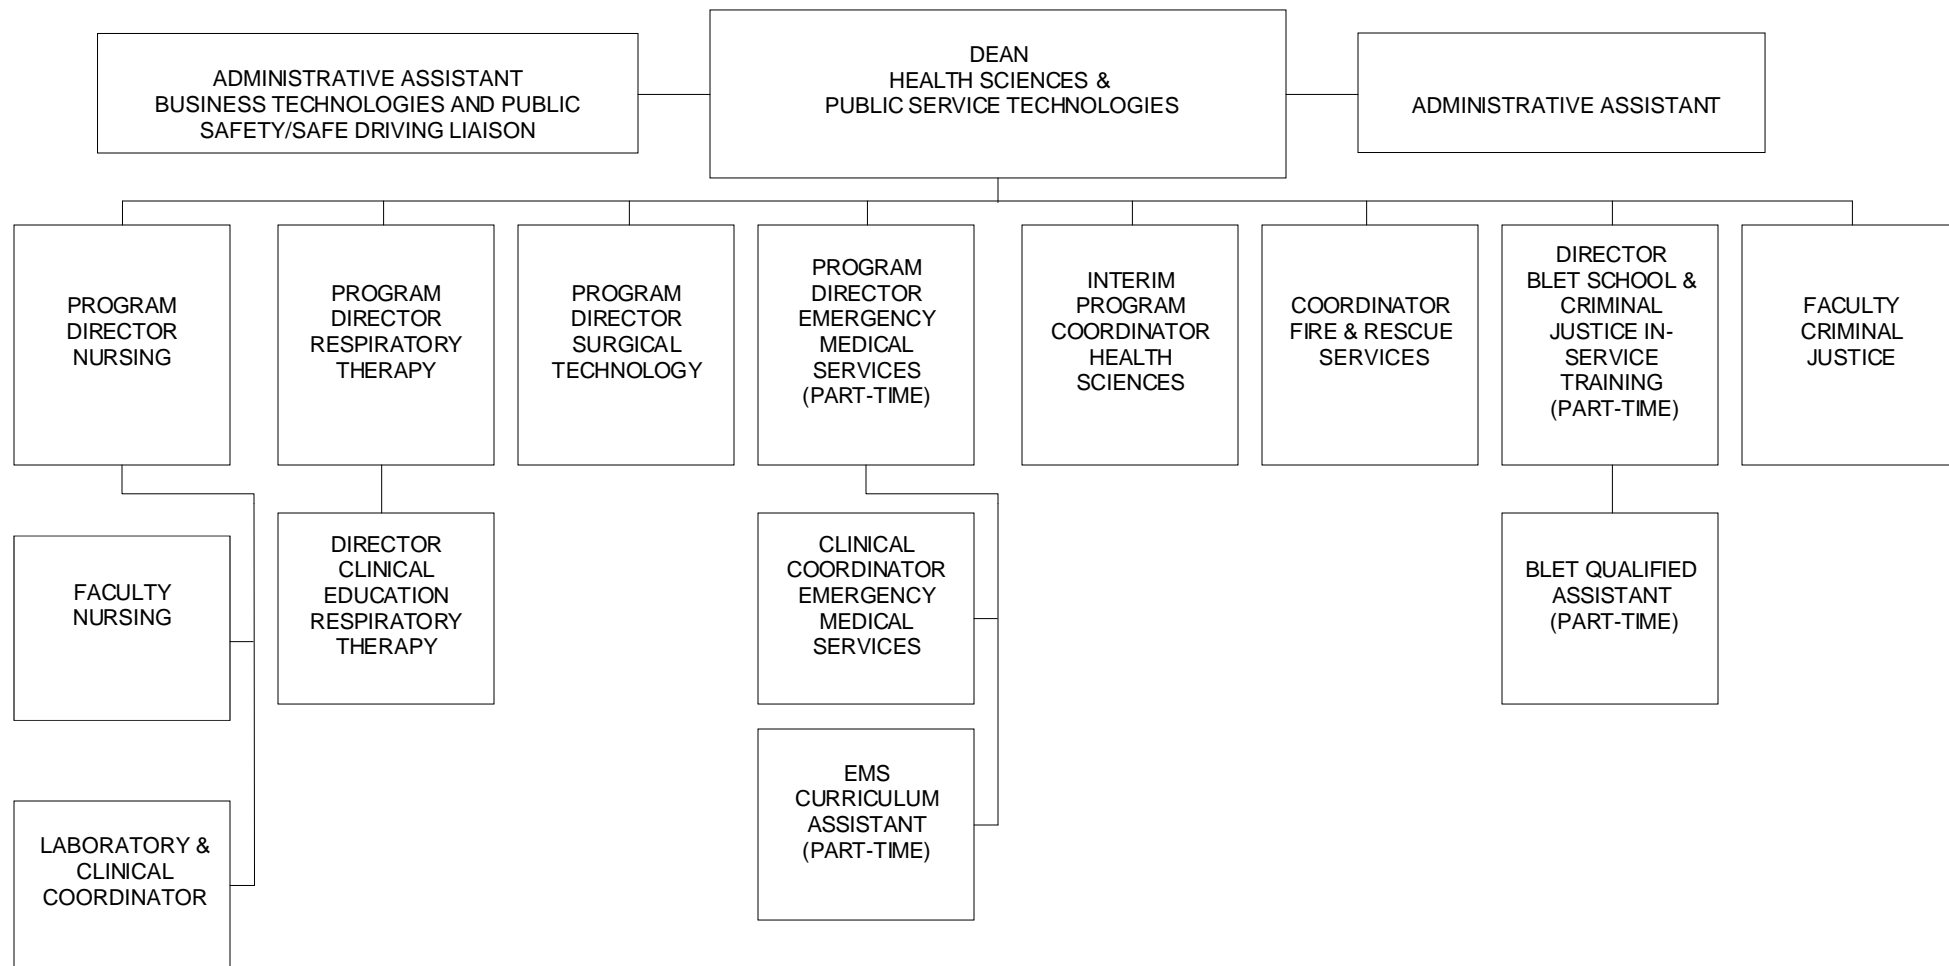 ADMINISTRATIVE ASSISTANT
BUSINESS TECHNOLOGIES AND PUBLIC
SAFETY/SAFE DRIVING LIAISON
DEAN
HEALTH SCIENCES &
PUBLIC SERVICE TECHNOLOGIES
ADMINISTRATIVE ASSISTANT
PROGRAM
DIRECTOR
NURSING
PROGRAM
DIRECTOR
RESPIRATORY
THERAPY
PROGRAM
DIRECTOR
SURGICAL
TECHNOLOGY
PROGRAM
DIRECTOR
EMERGENCY
MEDICAL
SERVICES
(PART-TIME)
INTERIM
PROGRAM
COORDINATOR
HEALTH
SCIENCES
COORDINATOR
FIRE & RESCUE
SERVICES
DIRECTOR
BLET SCHOOL &
CRIMINAL
JUSTICE IN-
SERVICE
TRAINING
(PART-TIME)
FACULTY
CRIMINAL
JUSTICE
FACULTY
NURSING
DIRECTOR
CLINICAL
EDUCATION
RESPIRATORY
THERAPY
CLINICAL
COORDINATOR
EMERGENCY
MEDICAL
SERVICES
BLET QUALIFIED
ASSISTANT
(PART-TIME)
LABORATORY &
CLINICAL
COORDINATOR
EMS
CURRICULUM
ASSISTANT
(PART-TIME)